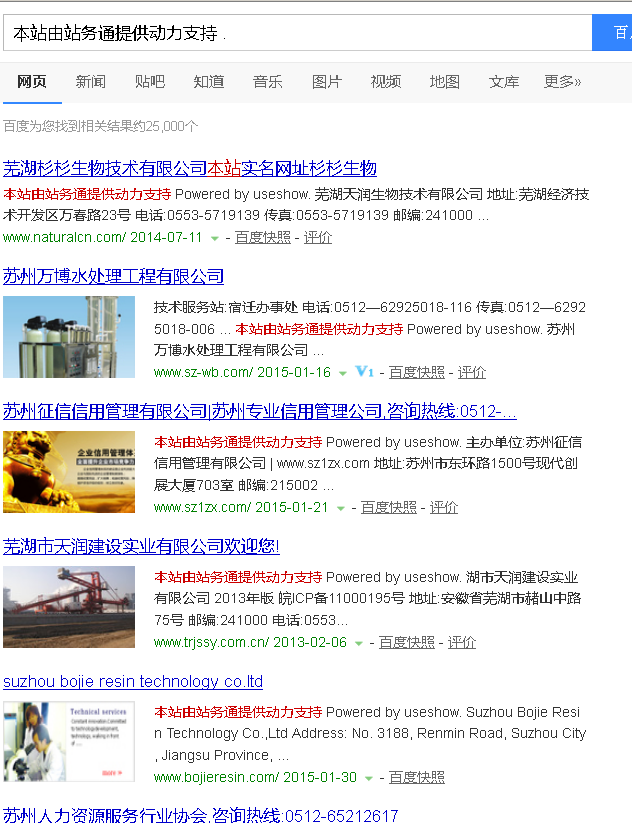 本站由站务通提供动力支持 .
网页 新闻 贴吧 知道 音乐 图片 视频 地图 文库 更多»
百度为您找到相关结果约25,000个
芜湖杉杉生物技术有限公司本站实名网址杉杉生物
本站由站务通提供动力支持 Powered by useshow. 芜湖天润生物技术有限公司 地址:芜湖经济技
术开发区万春路23号 电话:0553-5719139 传真:0553-5719139 邮编:241000 ...
www.naturalcn.com/ 2014-07-11 - 百度快照 - 评价
苏州万博水处理工程有限公司
技术服务站:宿迁办事处 电话:0512—62925018-116 传真:0512—6292
5018-006 ... 本站由站务通提供动力支持 Powered by useshow. 苏州
万博水处理工程有限公司 ...
www.sz-wb.com/ 2015-01-16 V1 - 百度快照 - 评价
苏州征信信用管理有限公司|苏州专业信用管理公司,咨询热线:0512-...
企业信用管理体
本站由站务通提供动力支持 Powered by useshow. 主办单位:苏州征信
信用管理有限公司 | www.sz1zx.com 地址:苏州市东环路1500号现代创
展大厦703室 邮编:215002 ...
www.sz1zx.com/ 2015-01-21 - 百度快照 - 评价
芜湖市天润建设实业有限公司欢迎您!
本站由站务通提供动力支持 Powered by useshow. 湖市天润建设实业
有限公司 2013年版 皖ICP备11000195号 地址:安徽省芜湖市赭山中路
75号 邮编:241000 电话:0553...
www.trjssy.com.cn/ 2013-02-06 - 百度快照 - 评价
suzhou bojie resin technology co.ltd
Technical services
more
本站由站务通提供动力支持 Powered by useshow. Suzhou Bojie Resi
n Technology Co.,Ltd Address: No. 3188, Renmin Road, Suzhou City
, Jiangsu Province, ...
www.bojieresin.com/ 2015-01-30 - 百度快照
苏州人力资源服务行业协会,咨询热线:0512-65212617